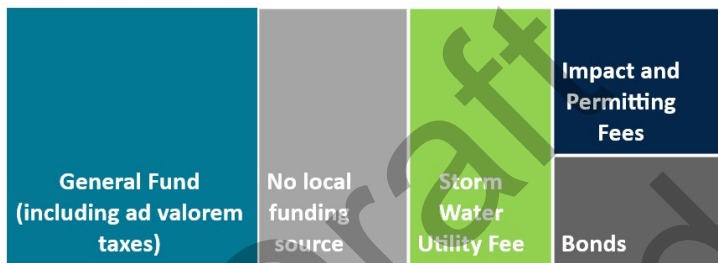 General Fund
(including ad valorem
taxes)
No local
funding
source
Storm
Water
Utility Fee
Impact and
Permitting
Fees
Bonds
Draft